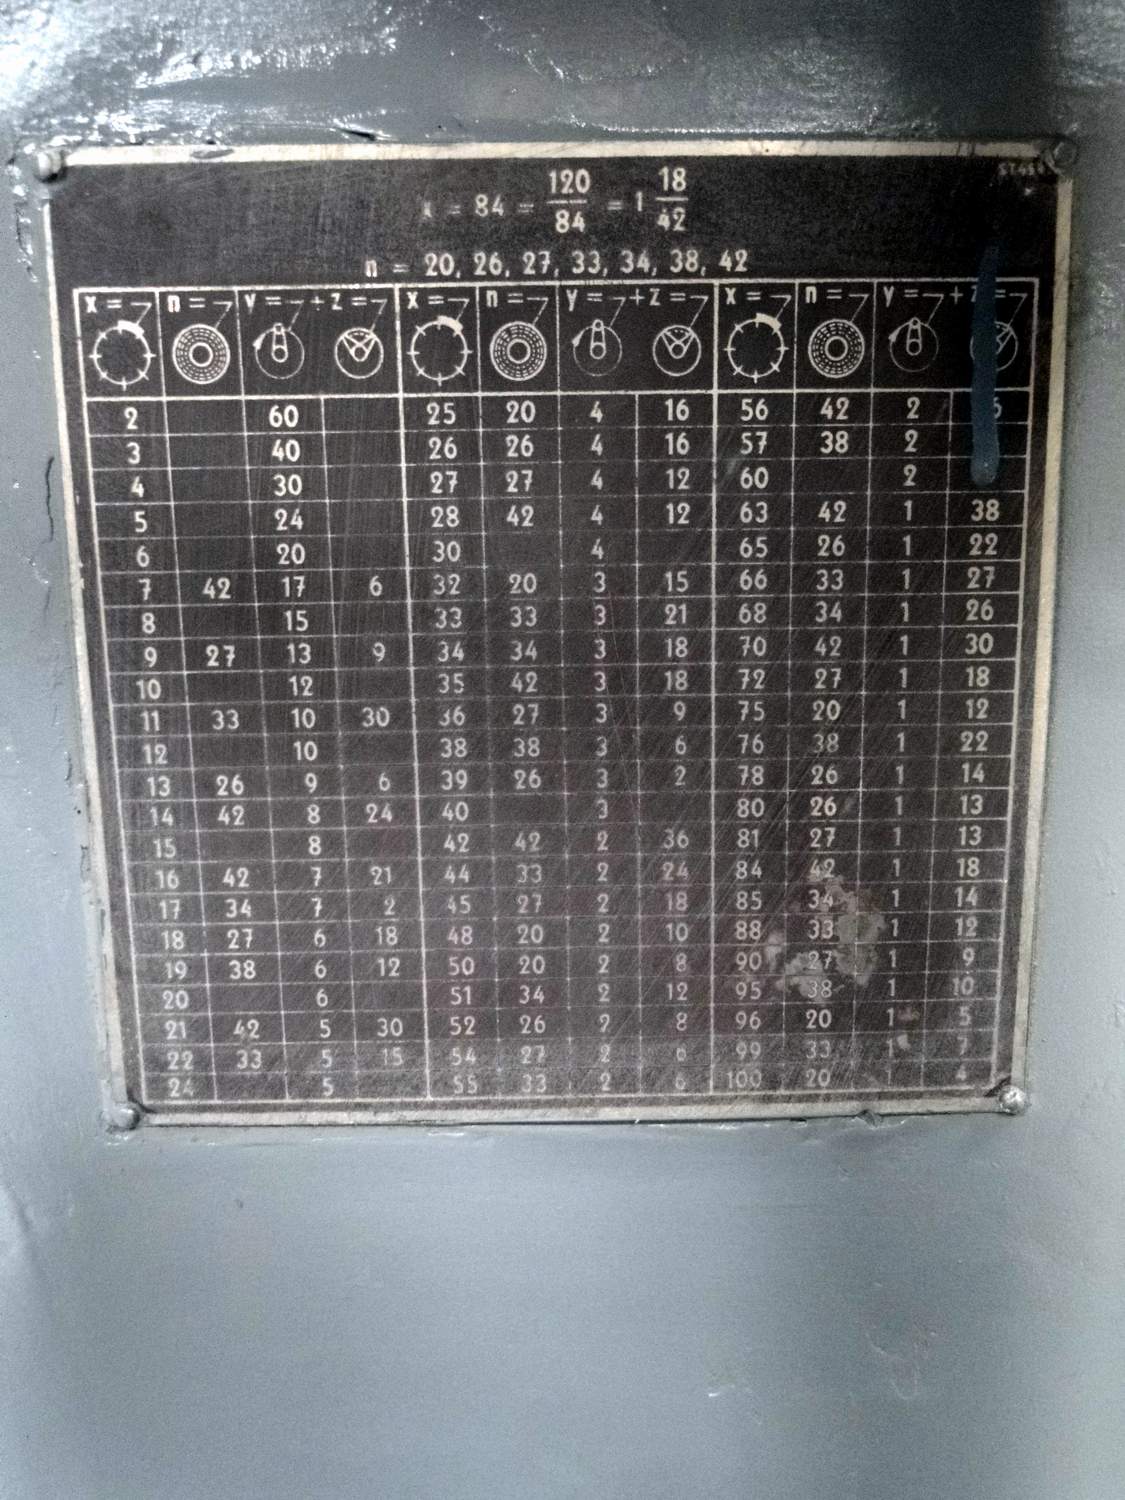 x = 84 = 120/84 = 1 18/42
n = 20, 26, 27, 33, 34, 38, 42
x = n = y = + z = x = n = y = + z = x = n = y = + z =
2 60 25 20 4 16 56 42 2 6
3 40 26 26 4 16 57 38 2
4 30 27 27 4 12 60 2
5 24 28 42 4 12 63 42 1 38
6 20 30 4 65 26 1 22
7 42 17 6 32 20 3 15 66 33 1 27
8 15 33 33 3 21 68 34 1 26
9 27 13 9 34 34 3 18 70 42 1 30
10 12 35 42 3 18 72 27 1 18
11 33 10 30 36 27 3 9 75 20 1 12
12 10 38 38 3 6 76 38 1 22
13 26 9 6 39 26 3 2 78 26 1 14
14 42 8 24 40 3 80 26 1 13
15 8 42 42 2 36 81 27 1 13
16 42 7 21 44 33 2 24 84 42 1 18
17 34 7 2 45 27 2 18 85 34 1 14
18 27 6 18 48 20 2 10 88 33 1 12
19 38 6 12 50 20 2 8 90 27 1 9
20 6 51 34 2 12 95 38 1 10
21 42 5 30 52 26 2 8 96 20 1 5
22 33 5 15 54 27 2 6 99 33 1 7
24 5 55 33 2 6 100 20 1 4